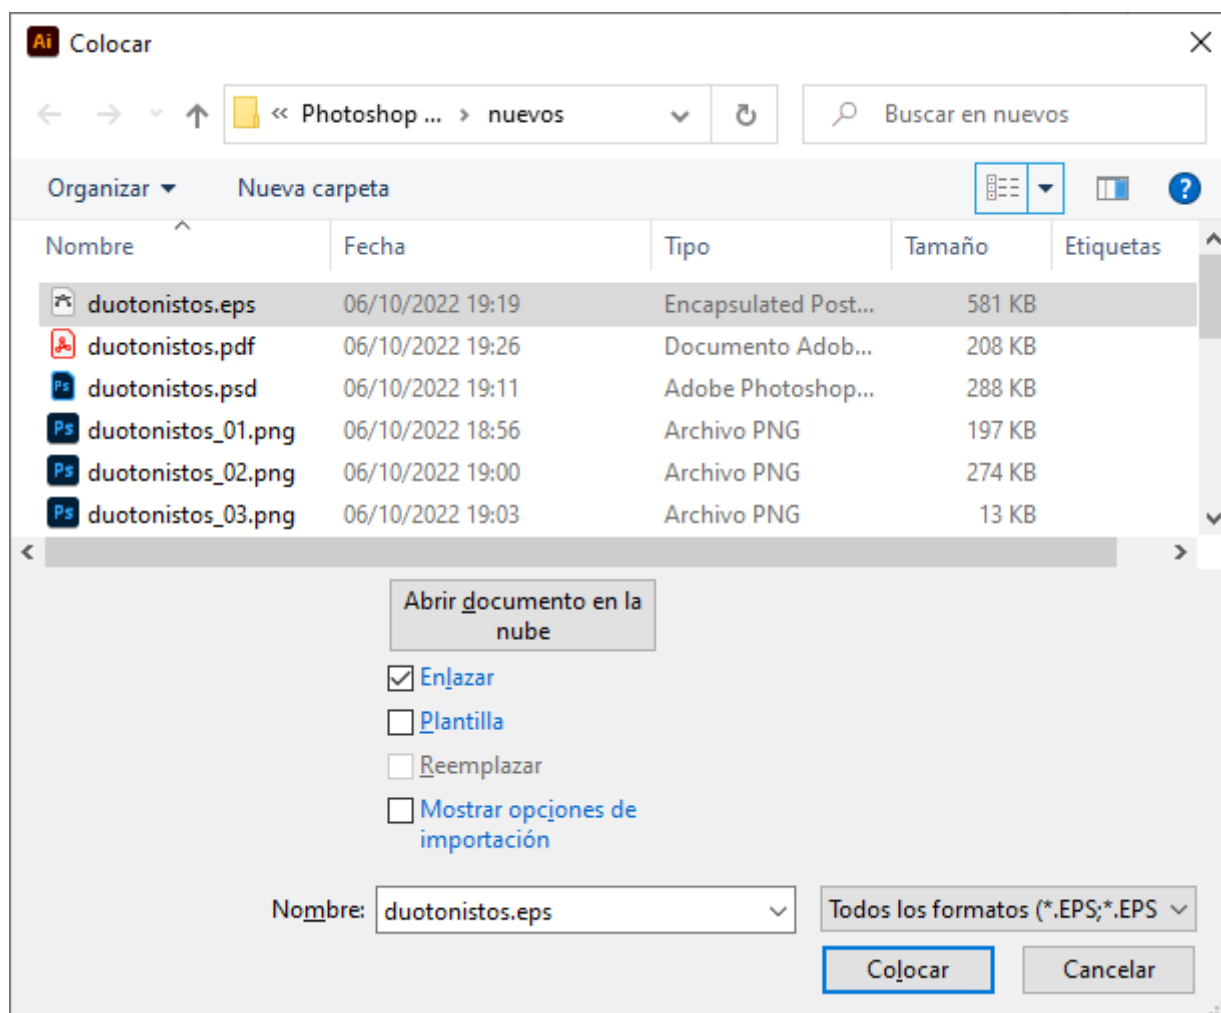 Ai Colocar
« Photoshop ... › nuevos
Buscar en nuevos
Organizar
Nueva carpeta
?
Nombre Fecha Tipo Tamaño Etiquetas
duotonistos.eps 06/10/2022 19:19 Encapsulated Post... 581 KB
duotonistos.pdf 06/10/2022 19:26 Documento Adob... 208 KB
Ps duotonistos.psd 06/10/2022 19:11 Adobe Photoshop... 288 KB
Ps duotonistos_01.png 06/10/2022 18:56 Archivo PNG 197 KB
Ps duotonistos_02.png 06/10/2022 19:00 Archivo PNG 274 KB
Ps duotonistos_03.png 06/10/2022 19:03 Archivo PNG 13 KB
Abrir documento en la
nube
Enlazar
Plantilla
Reemplazar
Mostrar opciones de
importación
Nombre: duotonistos.eps
Todos los formatos (*.EPS;*.EPS
Colocar
Cancelar